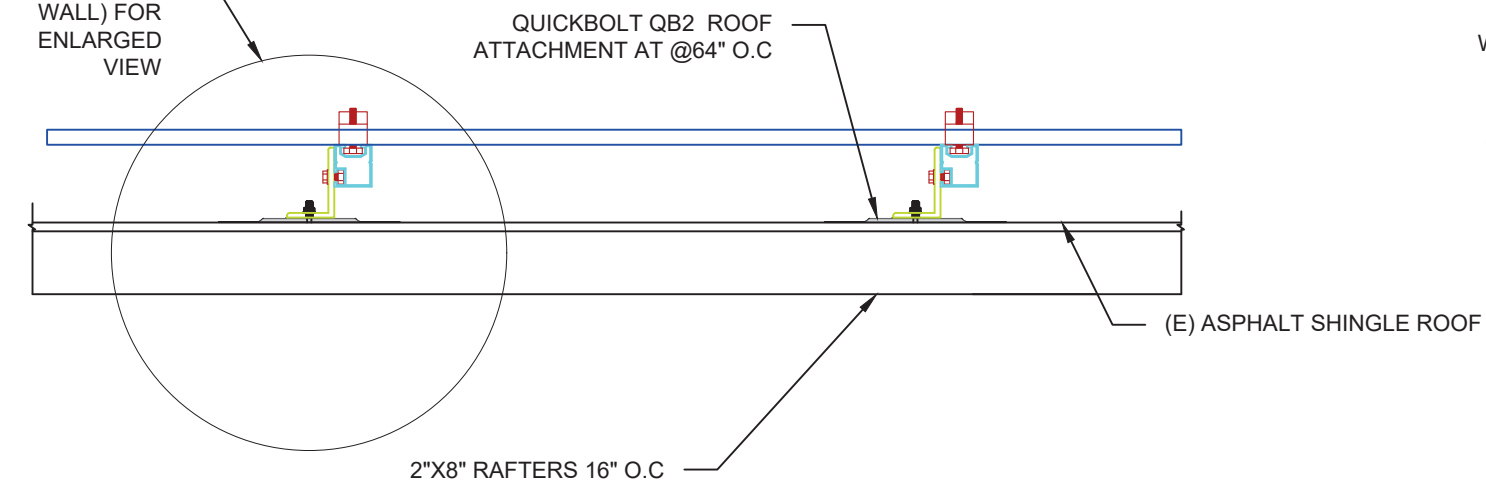 WALL) FOR
ENLARGED
VIEW
QUICKBOLT QB2 ROOF
ATTACHMENT AT @64" O.C
(E) ASPHALT SHINGLE ROOF
2"X8" RAFTERS 16" O.C